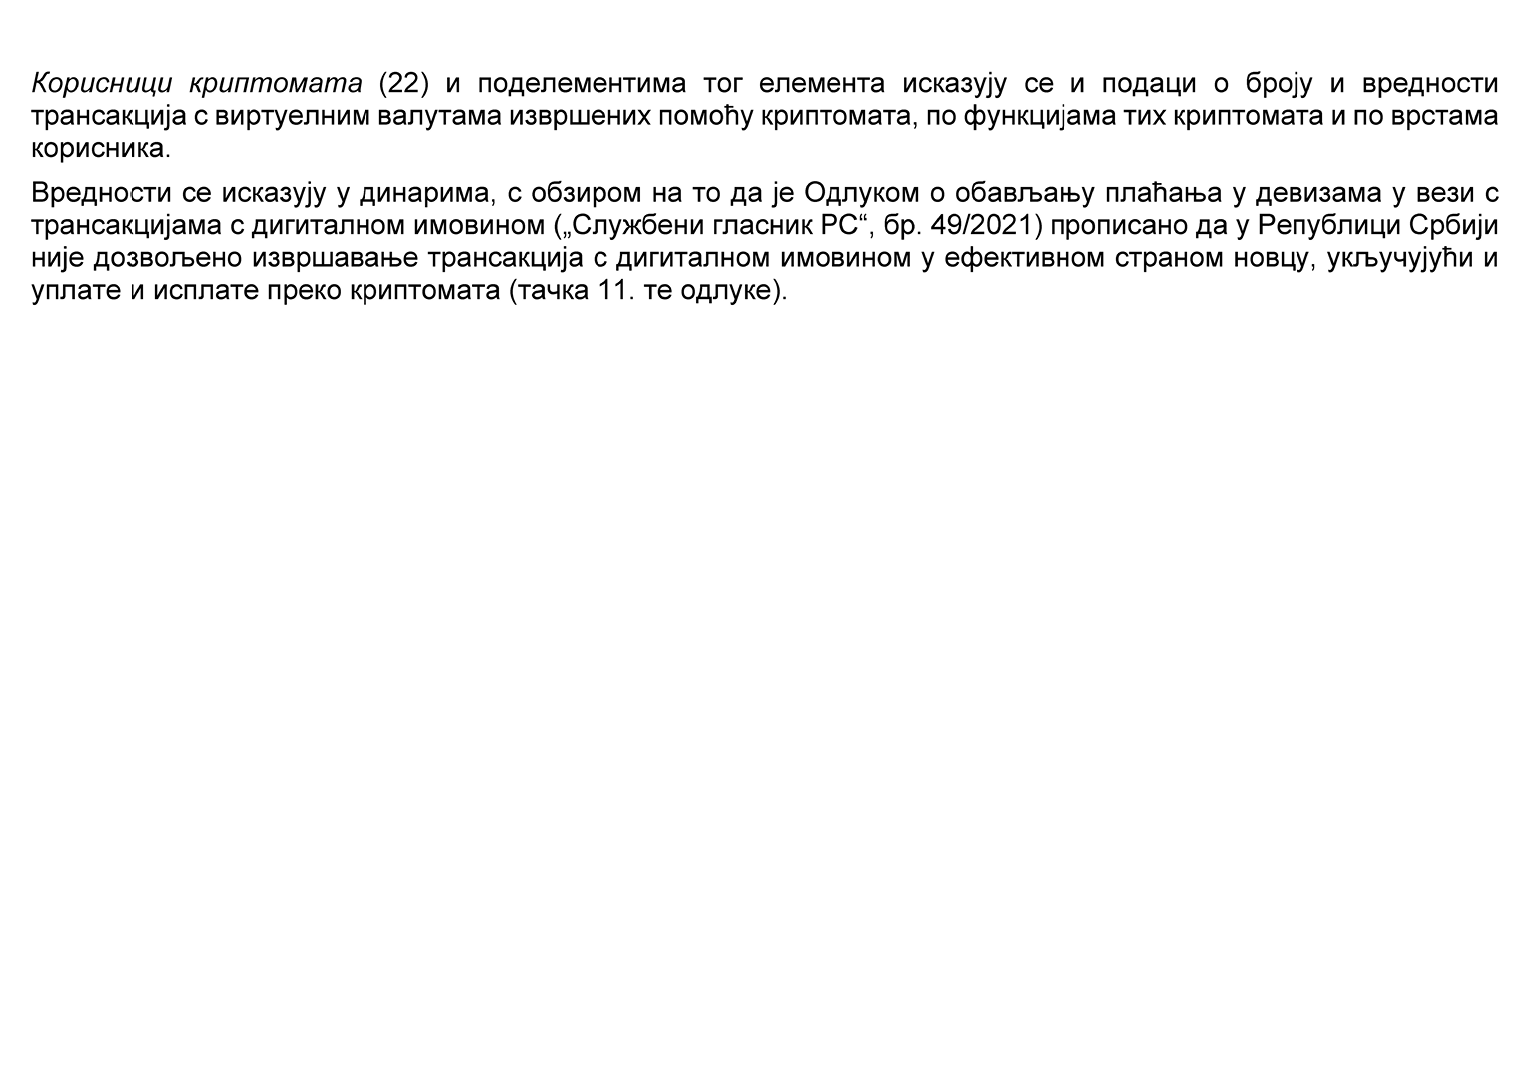 Корисници криптомата (22) и поделементима тог елемента исказују се и подаци о броју и вредности
трансакција с виртуелним валутама извршених помоћу криптомата, по функцијама тих криптомата и по врстама
корисника.
Вредности се исказују у динарима, с обзиром на то да је Одлуком о обављању плаћања у девизама у вези с
трансакцијама с дигиталном имовином („Службени гласник РС“, бр. 49/2021) прописано да у Републици Србији
није дозвољено извршавање трансакција с дигиталном имовином у ефективном страном новцу, укључујући и
уплате и исплате преко криптомата (тачка 11. те одлуке).